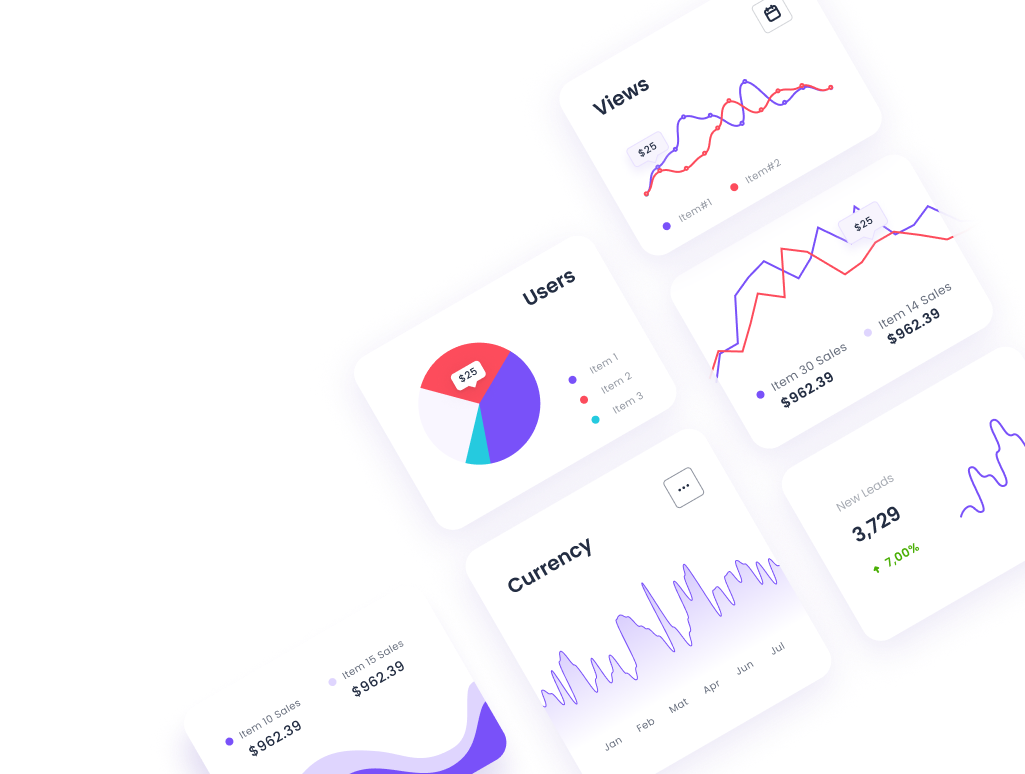 Views
$25
Item#1
Item#2
$25
Item 30 Sales
$962.39
Item 14 Sales
$962.39
Users
$25
Item 1
Item 2
Item 3
New Leads
3,729
7,00%
Currency
Jan
Feb
Mat
Apr
Jun
Jul
Item 10 Sales
$962.39
Item 15 Sales
$962.39